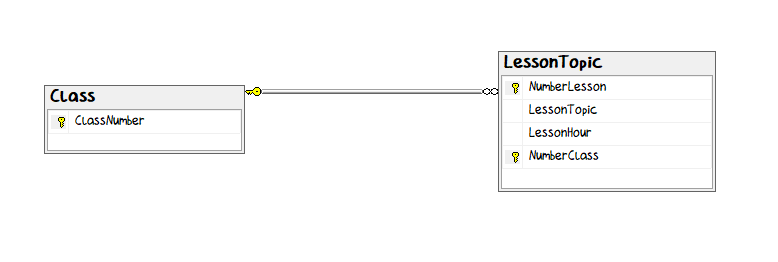 Class
ClassNumber
LessonTopic
NumberLesson
LessonTopic
LessonHour
NumberClass